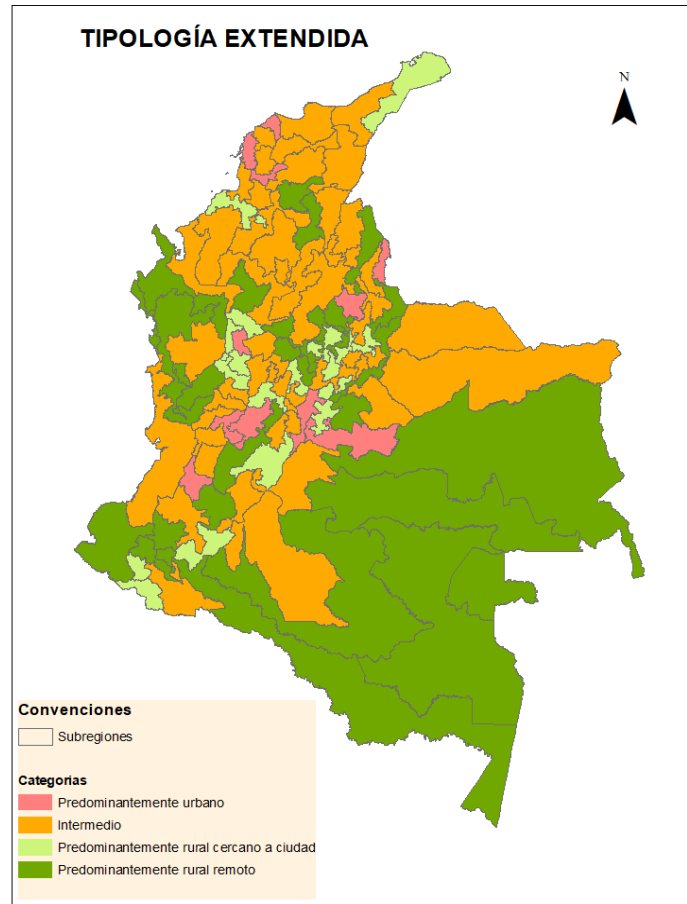 TIPOLOGÍA EXTENDIDA
N
Convenciones
Subregiones
Categorias
Predominantemente urbano
Intermedio
Predominantemente rural cercano a ciudad
Predominantemente rural remoto